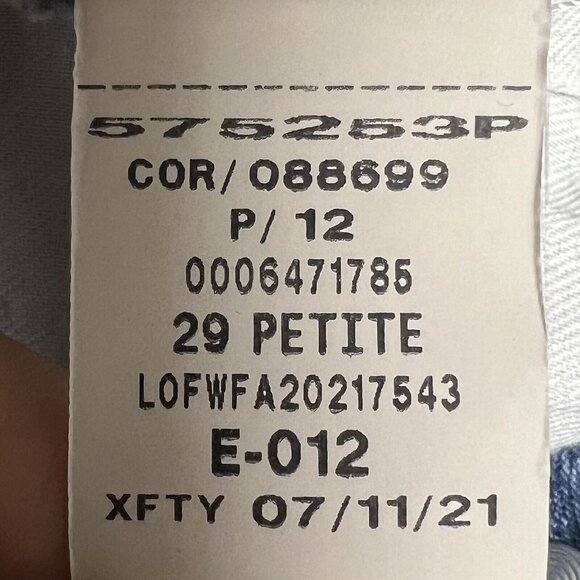 575253P
COR/088699
P/12
0006471785
29 PETITE
LOFWFA20217543
E-012
XFTY 07/11/21